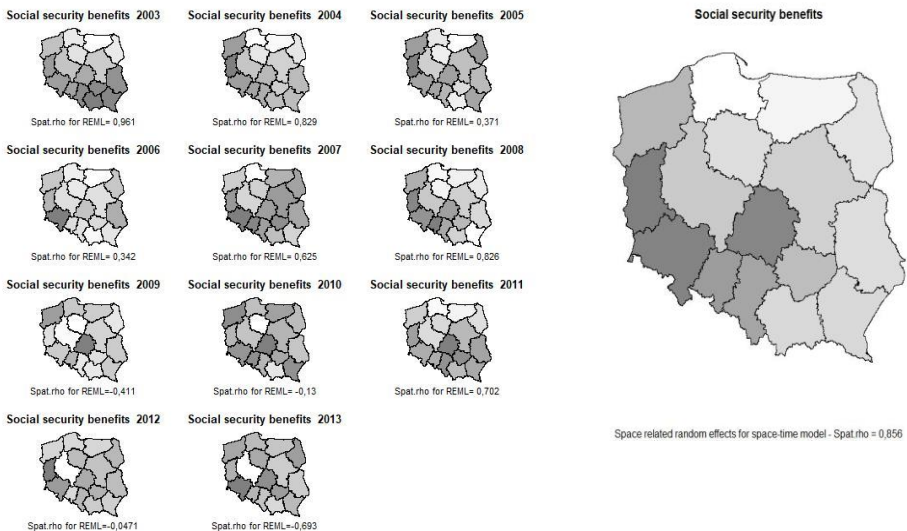 Social security benefits 2003
Social security benefits 2004
Social security benefits 2005
Spat.rho for REML= 0,961
Spat.rho for REML= 0,829
Spat.rho for REML= 0,371
Social security benefits 2006
Social security benefits 2007
Social security benefits 2008
Spat.rho for REML= 0,342
Spat.rho for REML= 0,625
Spat.rho for REML= 0,826
Social security benefits 2009
Social security benefits 2010
Social security benefits 2011
Spat.rho for REML=-0,411
Spat.rho for REML= -0,13
Spat.rho for REML= 0,702
Social security benefits 2012
Social security benefits 2013
Spat.rho for REML=-0,0471
Spat.rho for REML=-0,693
Social security benefits
Space related random effects for space-time model - Spat.rho = 0,856